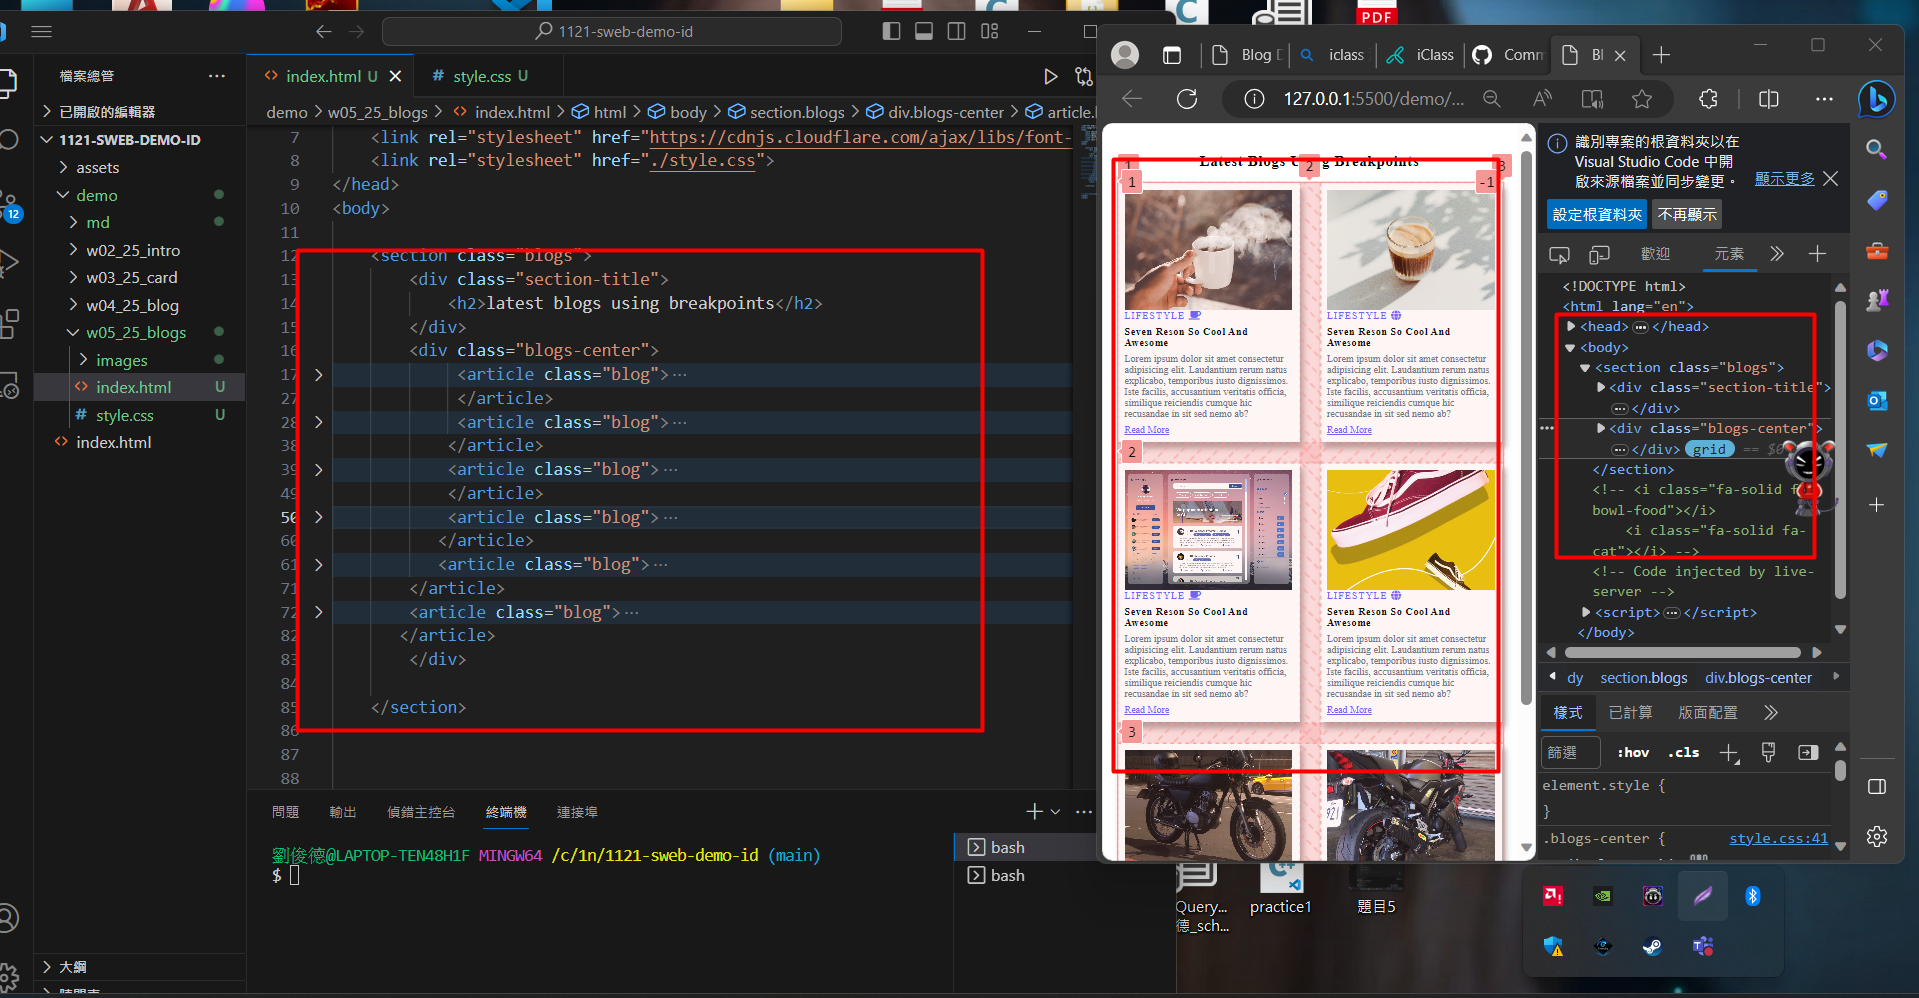 PDF
1121-sweb-demo-id
檔案總管
已開啟的編輯器
1121-SWEB-DEMO-ID
assets
demo
md
w02_25_intro
w03_25_card
w04_25_blog
w05_25_blogs
images
index.html U
style.css U
index.html
大綱
12
index.html U
style.css U
demo > w05_25_blogs > index.html > html > body > section.blogs > div.blogs-center > article.
7 <link rel="stylesheet" href="https://cdnjs.cloudflare.com/ajax/libs/font-
8 <link rel="stylesheet" href="./style.css">
9 </head>
10 <body>
11
12 <section class="blogs">
13 <div class="section-title">
14 <h2>latest blogs using breakpoints</h2>
15 </div>
16 <div class="blogs-center">
17 <article class="blog">…
27 </article>
28 <article class="blog">…
38 </article>
39 <article class="blog">…
49 </article>
50 <article class="blog">…
60 </article>
61 <article class="blog">…
71 </article>
72 <article class="blog">…
82 </article>
83 </div>
84
85 </section>
86
87
88
問題 輸出 偵錯主控台 終端機 連接埠
劉俊德@LAPTOP-TEN48H1F MINGW64 /c/1n/1121-sweb-demo-id (main)
$
bash
bash
Blog iclass iClass Comm Bl
127.0.0.1:5500/demo/...
Latest Blogs Using Breakpoints
1 2 3
1 -1
LIFESTYLE
Seven Reson So Cool And
Awesome
Lorem ipsum dolor sit amet consectetur
adipisicing elit. Laudantium rerum natus
explicabo, temporibus iusto dignissimos.
Iste facilis, accusantium veritatis officia,
similique reiciendis cumque hic
recusandae in sit sed nemo ab?
Read More
LIFESTYLE
Seven Reson So Cool And
Awesome
Lorem ipsum dolor sit amet consectetur
adipisicing elit. Laudantium rerum natus
explicabo, temporibus iusto dignissimos.
Iste facilis, accusantium veritatis officia,
similique reiciendis cumque hic
recusandae in sit sed nemo ab?
Read More
2
LIFESTYLE
Seven Reson So Cool And
Awesome
Lorem ipsum dolor sit amet consectetur
adipisicing elit. Laudantium rerum natus
explicabo, temporibus iusto dignissimos.
Iste facilis, accusantium veritatis officia,
similique reiciendis cumque hic
recusandae in sit sed nemo ab?
Read More
LIFESTYLE
Seven Reson So Cool And
Awesome
Lorem ipsum dolor sit amet consectetur
adipisicing elit. Laudantium rerum natus
explicabo, temporibus iusto dignissimos.
Iste facilis, accusantium veritatis officia,
similique reiciendis cumque hic
recusandae in sit sed nemo ab?
Read More
3
921
識別專案的根資料夾以在
Visual Studio Code 中開
啟來源檔案並同步變更。 顯示更多
設定根資料夾 不再顯示
歡迎 元素
<!DOCTYPE html>
<html lang="en">
<head>…</head>
<body>
<section class="blogs">
<div class="section-title">
…</div>
<div class="blogs-center">
…</div> grid == $0
</section>
<!-- <i class="fa-solid
bowl-food"></i>
<i class="fa-solid fa-
cat"></i> -->
<!-- Code injected by live-
server -->
<script>…</script>
</body>
dy section.blogs div.blogs-center
樣式 已計算 版面配置
篩選 :hov .cls
element.style {
}
.blogs-center { style.css:41
Query...
德_sch...
practice1
題目5